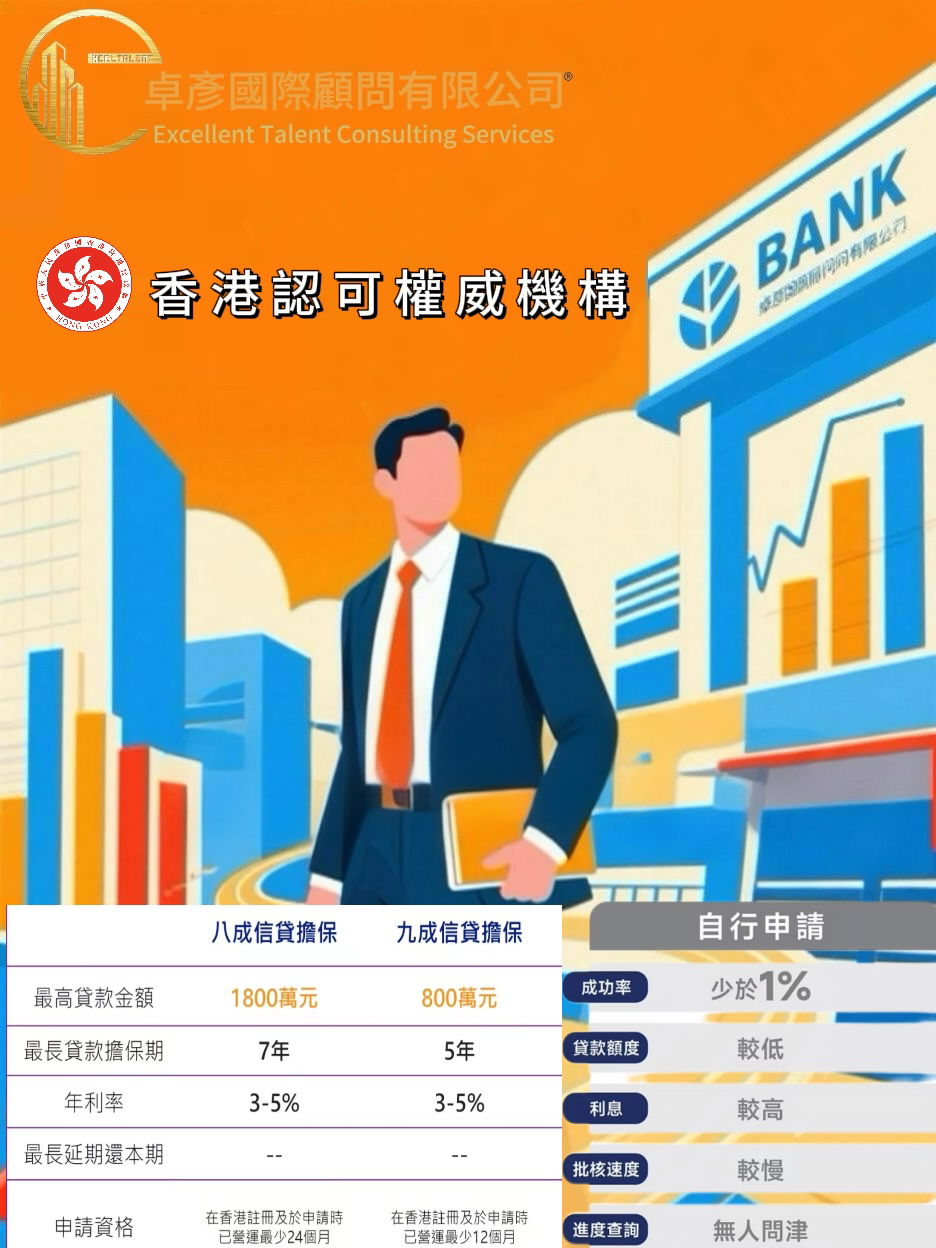 卓彥國際顧問有限公司®
Excellent Talent Consulting Services
BANK
HONG KONG
香港認可權威機構
八成信貸擔保 九成信貸擔保
最高貸款金額 1800萬元 800萬元
最長貸款擔保期 7年 5年
年利率 3-5% 3-5%
最長延期還本期 -- --
申請資格 在香港註冊及於申請時 在香港註冊及於申請時
已營運最少24個月 已營運最少12個月
自行申請
成功率 少於1%
貸款額度 較低
利息 較高
批核速度 較慢
進度查詢 無人問津